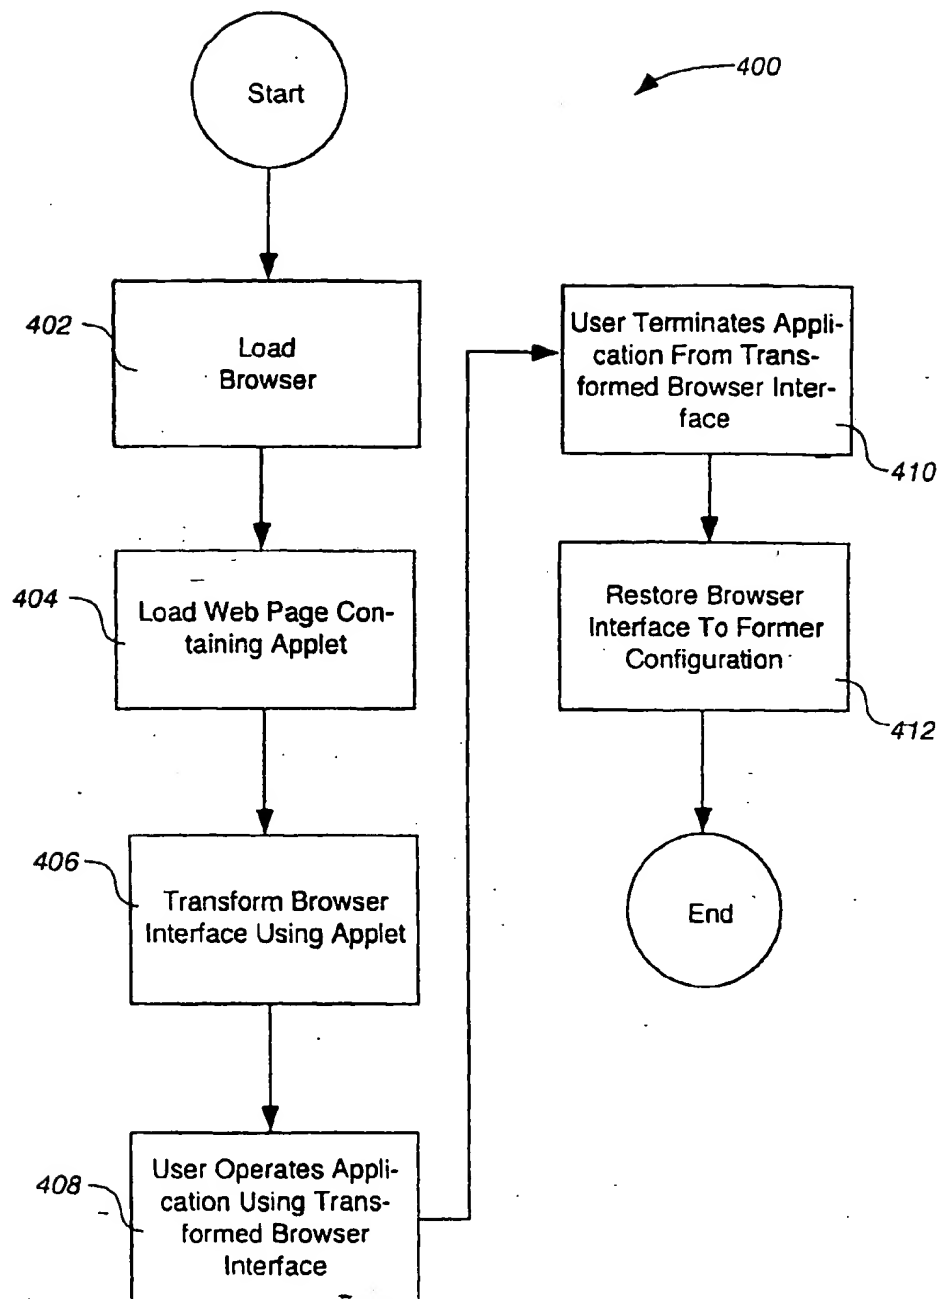 Start
400
402
Load
Browser
404
Load Web Page Con-
taining Applet
406
Transform Browser
Interface Using Applet
408
User Operates Appli-
cation Using Trans-
formed Browser
Interface
User Terminates Appli-
cation From Trans-
formed Browser Inter-
face
410
Restore Browser
Interface To Former
Configuration
412
End